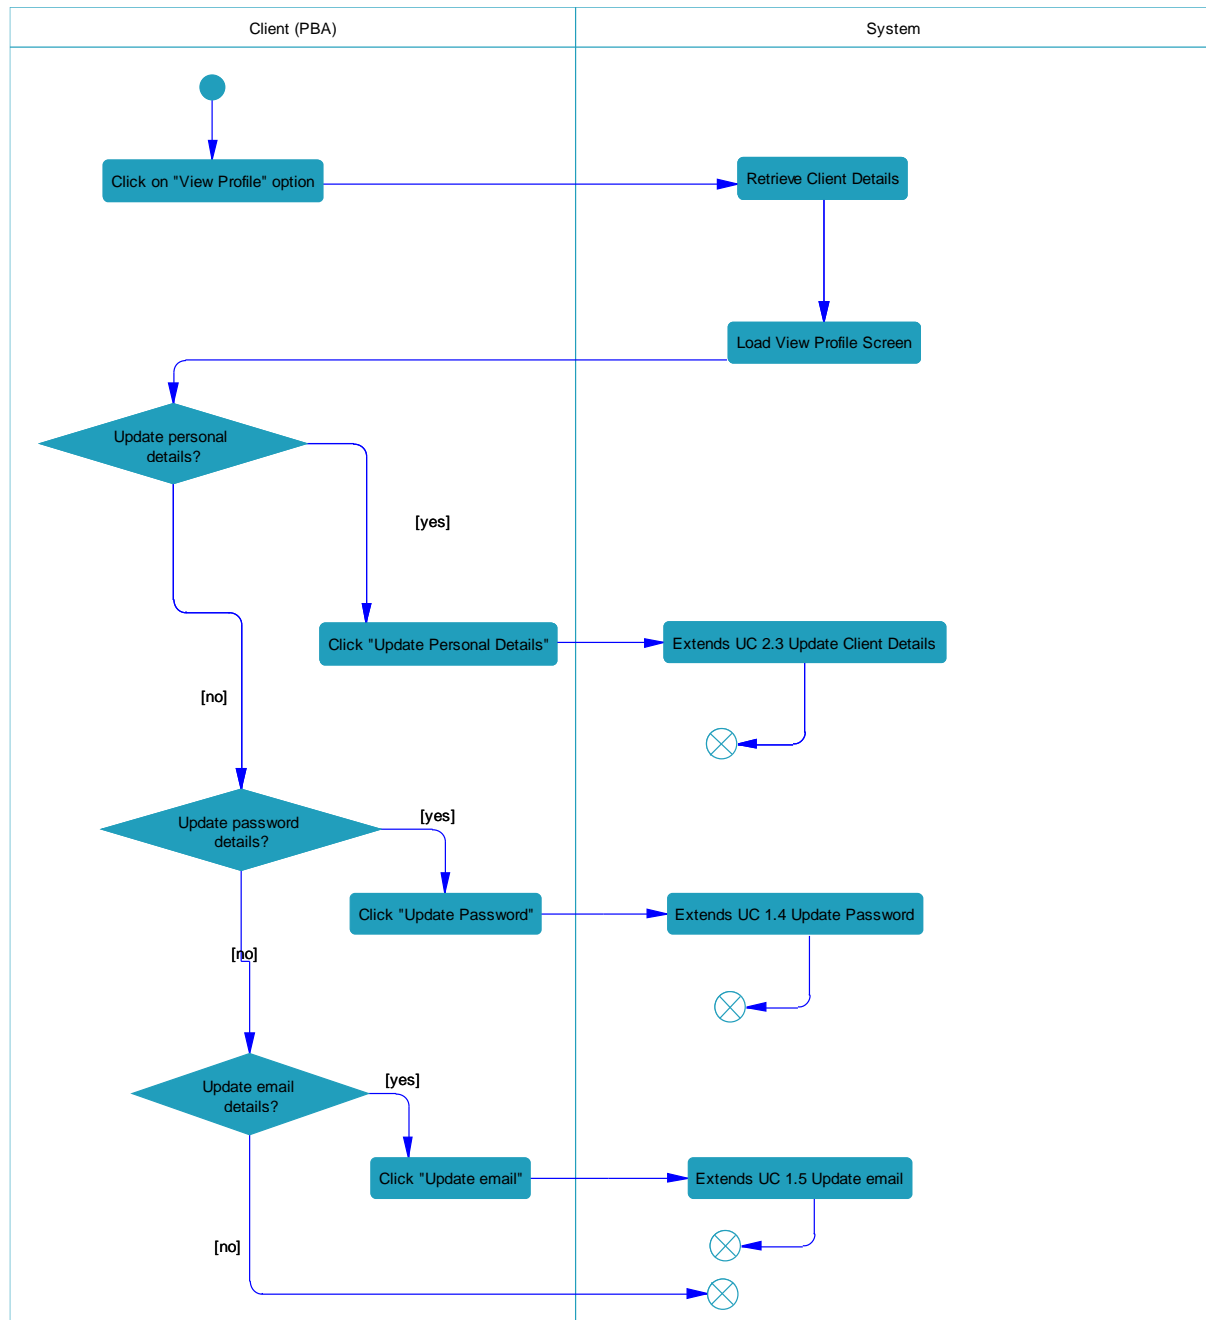 Client (PBA)
System
Click on "View Profile" option
Retrieve Client Details
Load View Profile Screen
Update personal
details?
[yes]
Click "Update Personal Details"
Extends UC 2.3 Update Client Details
[no]
Update password
details?
[yes]
Click "Update Password"
Extends UC 1.4 Update Password
[no]
Update email
details?
[yes]
Click "Update email"
Extends UC 1.5 Update email
[no]